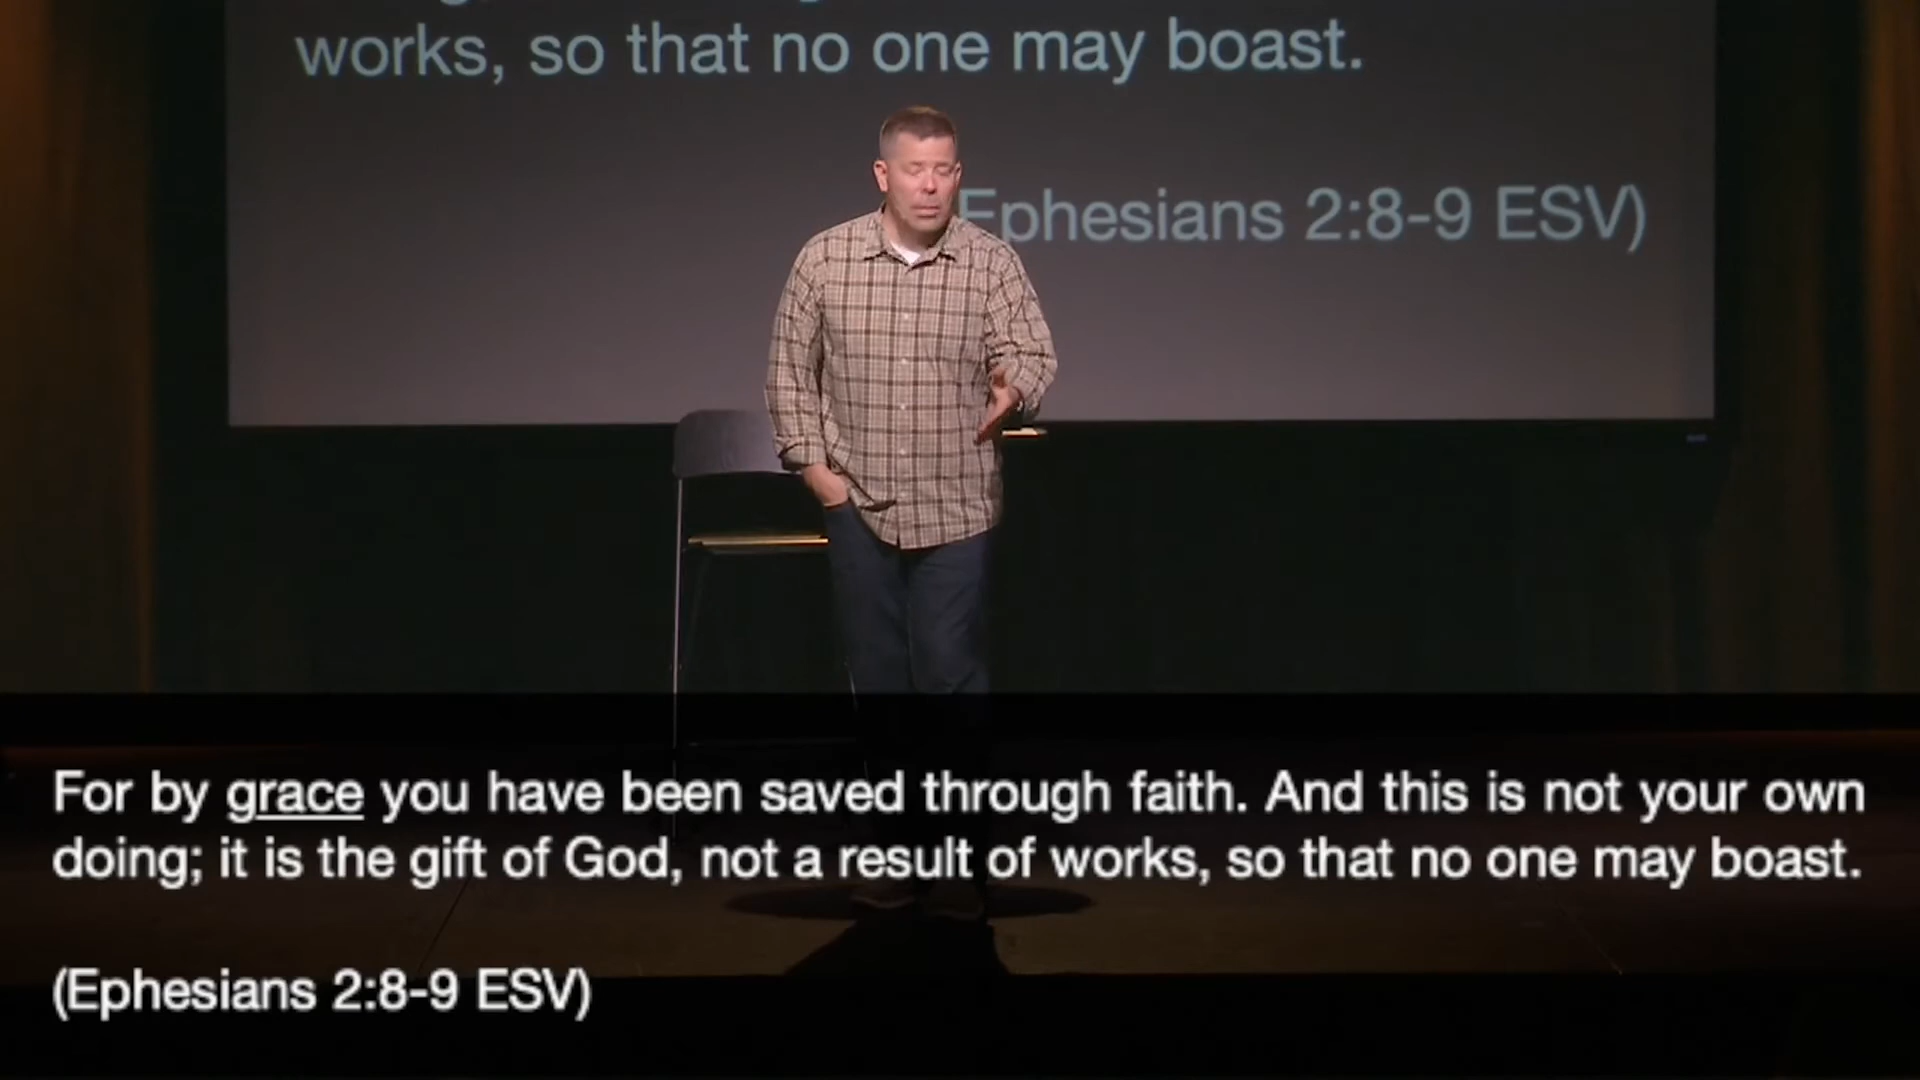 works, so that no one may boast.
Ephesians 2:8-9 ESV)
For by grace you have been saved through faith. And this is not your own
doing; it is the gift of God, not a result of works, so that no one may boast.
(Ephesians 2:8-9 ESV)